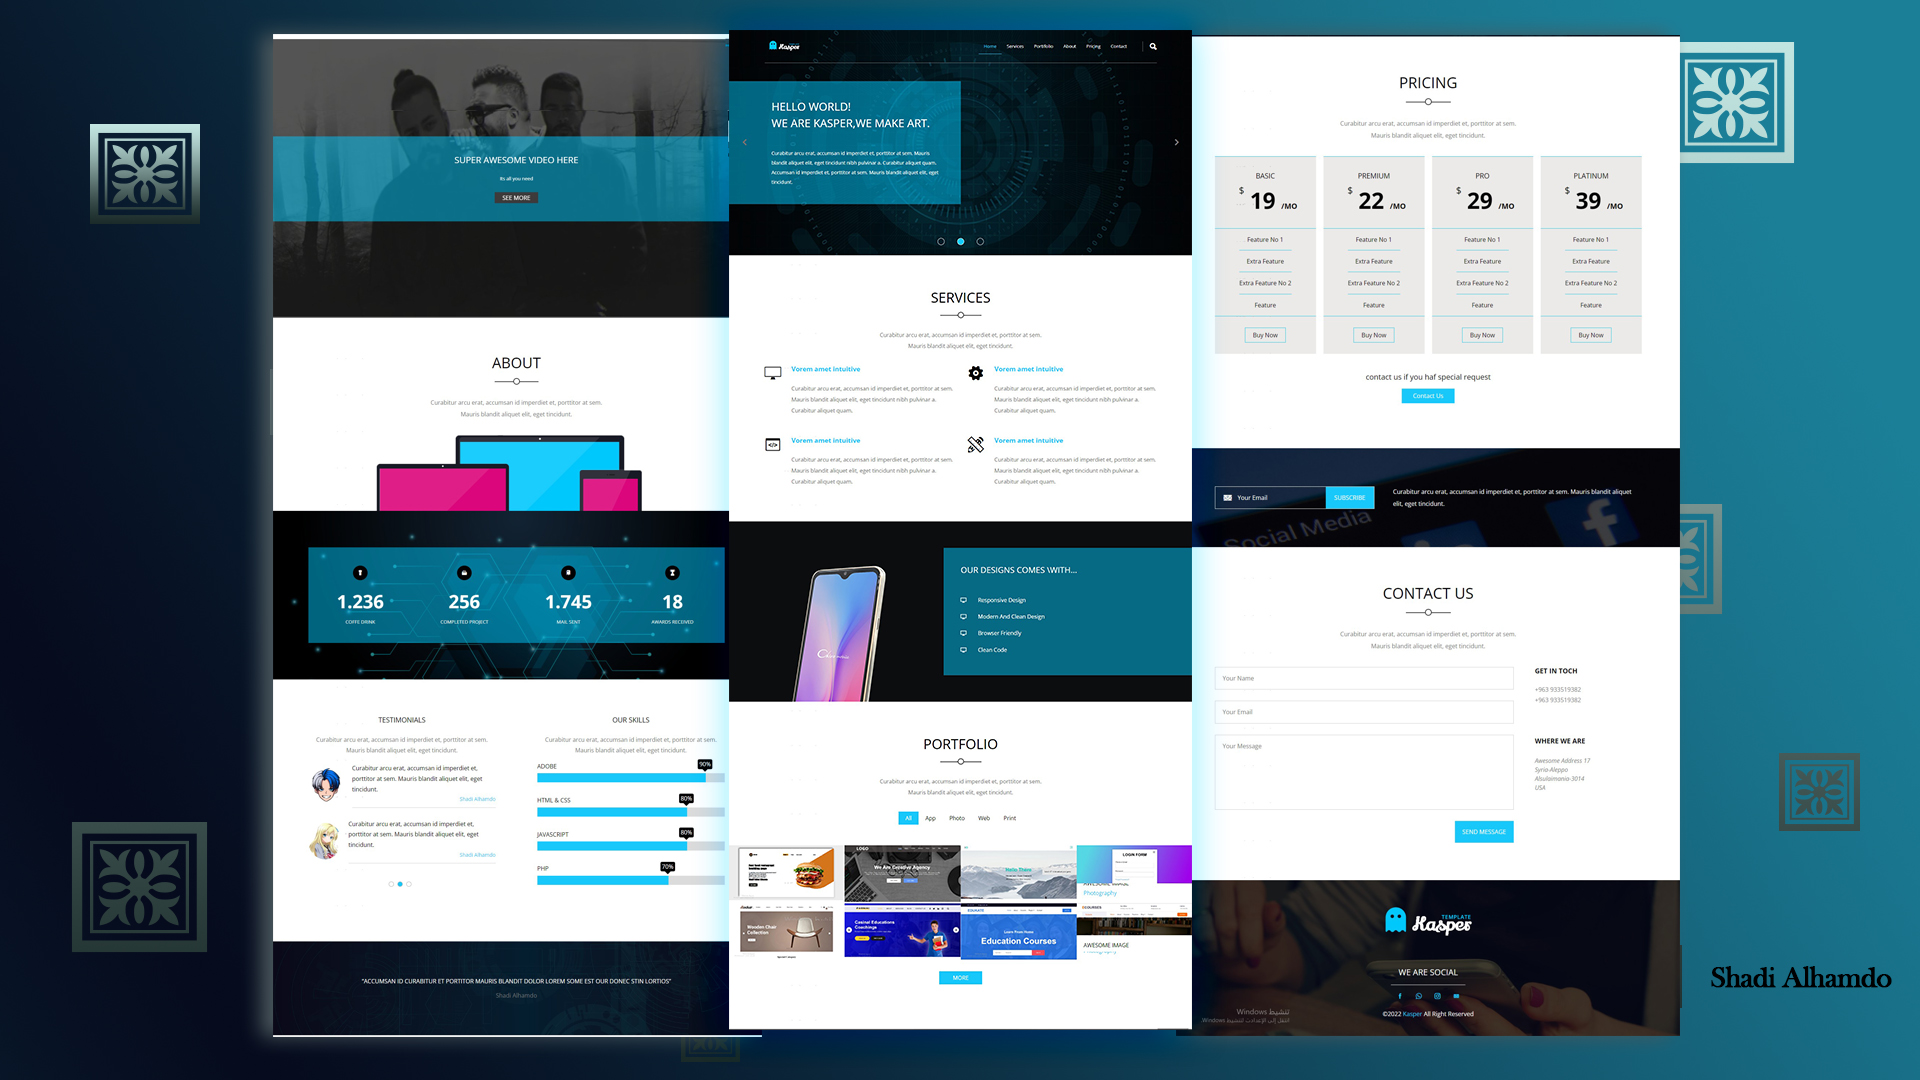 SUPER AWESOME VIDEO HERE
Its all you need
SEE MORE
ABOUT
Curabitur arcu erat, accumsan id imperdiet et, porttitor at sem.
Mauris blandit aliquet elit, eget tincidunt.
1.236
256
1.745
18
COFFE DRINK
COMPLETED PROJECT
MAIL SENT
AWARDS RECEIVED
TESTIMONIALS
Curabitur arcu erat, accumsan id imperdiet et, porttitor at sem.
Mauris blandit aliquet elit, eget tincidunt.
Curabitur arcu erat, accumsan id imperdiet et,
porttitor at sem. Mauris blandit aliquet elit, eget
tincidunt.
Shadi Alhamdo
Curabitur arcu erat, accumsan id imperdiet et,
porttitor at sem. Mauris blandit aliquet elit, eget
tincidunt.
Shadi Alhamdo
OUR SKILLS
Curabitur arcu erat, accumsan id imperdiet et, porttitor at sem.
Mauris blandit aliquet elit, eget tincidunt.
ADOBE
90%
HTML & CSS
80%
JAVASCRIPT
80%
PHP
70%
"ACCUMSAN ID CURABITUR ET PORTTITOR MAURIS BLANDIT DOLOR LOREM SOME EST OUR DONEC STIN LORTIOS"
Shadi Alhamdo
Kasper
Home Services Portfolio About Pricing Contact
HELLO WORLD!
WE ARE KASPER,WE MAKE ART.
Curabitur arcu erat, accumsan id imperdiet et, porttitor at sem. Mauris
blandit aliquet elit, eget tincidunt nibh pulvinar a. Curabitur aliquet quam.
Accumsan id imperdiet et, porttitor at sem. Mauris blandit aliquet elit, eget
tincidunt.
SERVICES
Curabitur arcu erat, accumsan id imperdiet et, porttitor at sem.
Mauris blandit aliquet elit, eget tincidunt.
Vorem amet intuitive
Curabitur arcu erat, accumsan id imperdiet et, porttitor at sem.
Mauris blandit aliquet elit, eget tincidunt nibh pulvinar a.
Curabitur aliquet quam.
Vorem amet intuitive
Curabitur arcu erat, accumsan id imperdiet et, porttitor at sem.
Mauris blandit aliquet elit, eget tincidunt nibh pulvinar a.
Curabitur aliquet quam.
Vorem amet intuitive
Curabitur arcu erat, accumsan id imperdiet et, porttitor at sem.
Mauris blandit aliquet elit, eget tincidunt nibh pulvinar a.
Curabitur aliquet quam.
Vorem amet intuitive
Curabitur arcu erat, accumsan id imperdiet et, porttitor at sem.
Mauris blandit aliquet elit, eget tincidunt nibh pulvinar a.
Curabitur aliquet quam.
OUR DESIGNS COMES WITH...
Responsive Design
Modern And Clean Design
Browser Friendly
Clean Code
PORTFOLIO
Curabitur arcu erat, accumsan id imperdiet et, porttitor at sem.
Mauris blandit aliquet elit, eget tincidunt.
All App Photo Web Print
LOGO
We Are Creative Agency
Hello There
LOGIN FORM
AWESOME IMAGE
Photography
Wooden Chair
Collection
Casinal Educations
Coachings
EDUKATE
Education Courses
COURSES
AWESOME IMAGE
MORE
PRICING
Curabitur arcu erat, accumsan id imperdiet et, porttitor at sem.
Mauris blandit aliquet elit, eget tincidunt.
BASIC
$ 19 /MO
Feature No 1
Extra Feature
Extra Feature No 2
Feature
Buy Now
PREMIUM
$ 22 /MO
Feature No 1
Extra Feature
Extra Feature No 2
Feature
Buy Now
PRO
$ 29 /MO
Feature No 1
Extra Feature
Extra Feature No 2
Feature
Buy Now
PLATINUM
$ 39 /MO
Feature No 1
Extra Feature
Extra Feature No 2
Feature
Buy Now
contact us if you haf special request
Contact Us
Your Email
SUBSCRIBE
Curabitur arcu erat, accumsan id imperdiet et, porttitor at sem. Mauris blandit aliquet
elit, eget tincidunt.
Social Media
CONTACT US
Curabitur arcu erat, accumsan id imperdiet et, porttitor at sem.
Mauris blandit aliquet elit, eget tincidunt.
Your Name
Your Email
Your Message
SEND MESSAGE
GET IN TOCH
+963 933519382
+963 933519382
WHERE WE ARE
Awesome Address 17
Syria-Aleppo
Alsulaimania-3014
USA
TEMPLATE
Kasper
WE ARE SOCIAL
©2022 Kasper All Right Reserved
تنشيط Windows
انتقل إلى الإعدادت لتنشيط Windows.
Shadi Alhamdo